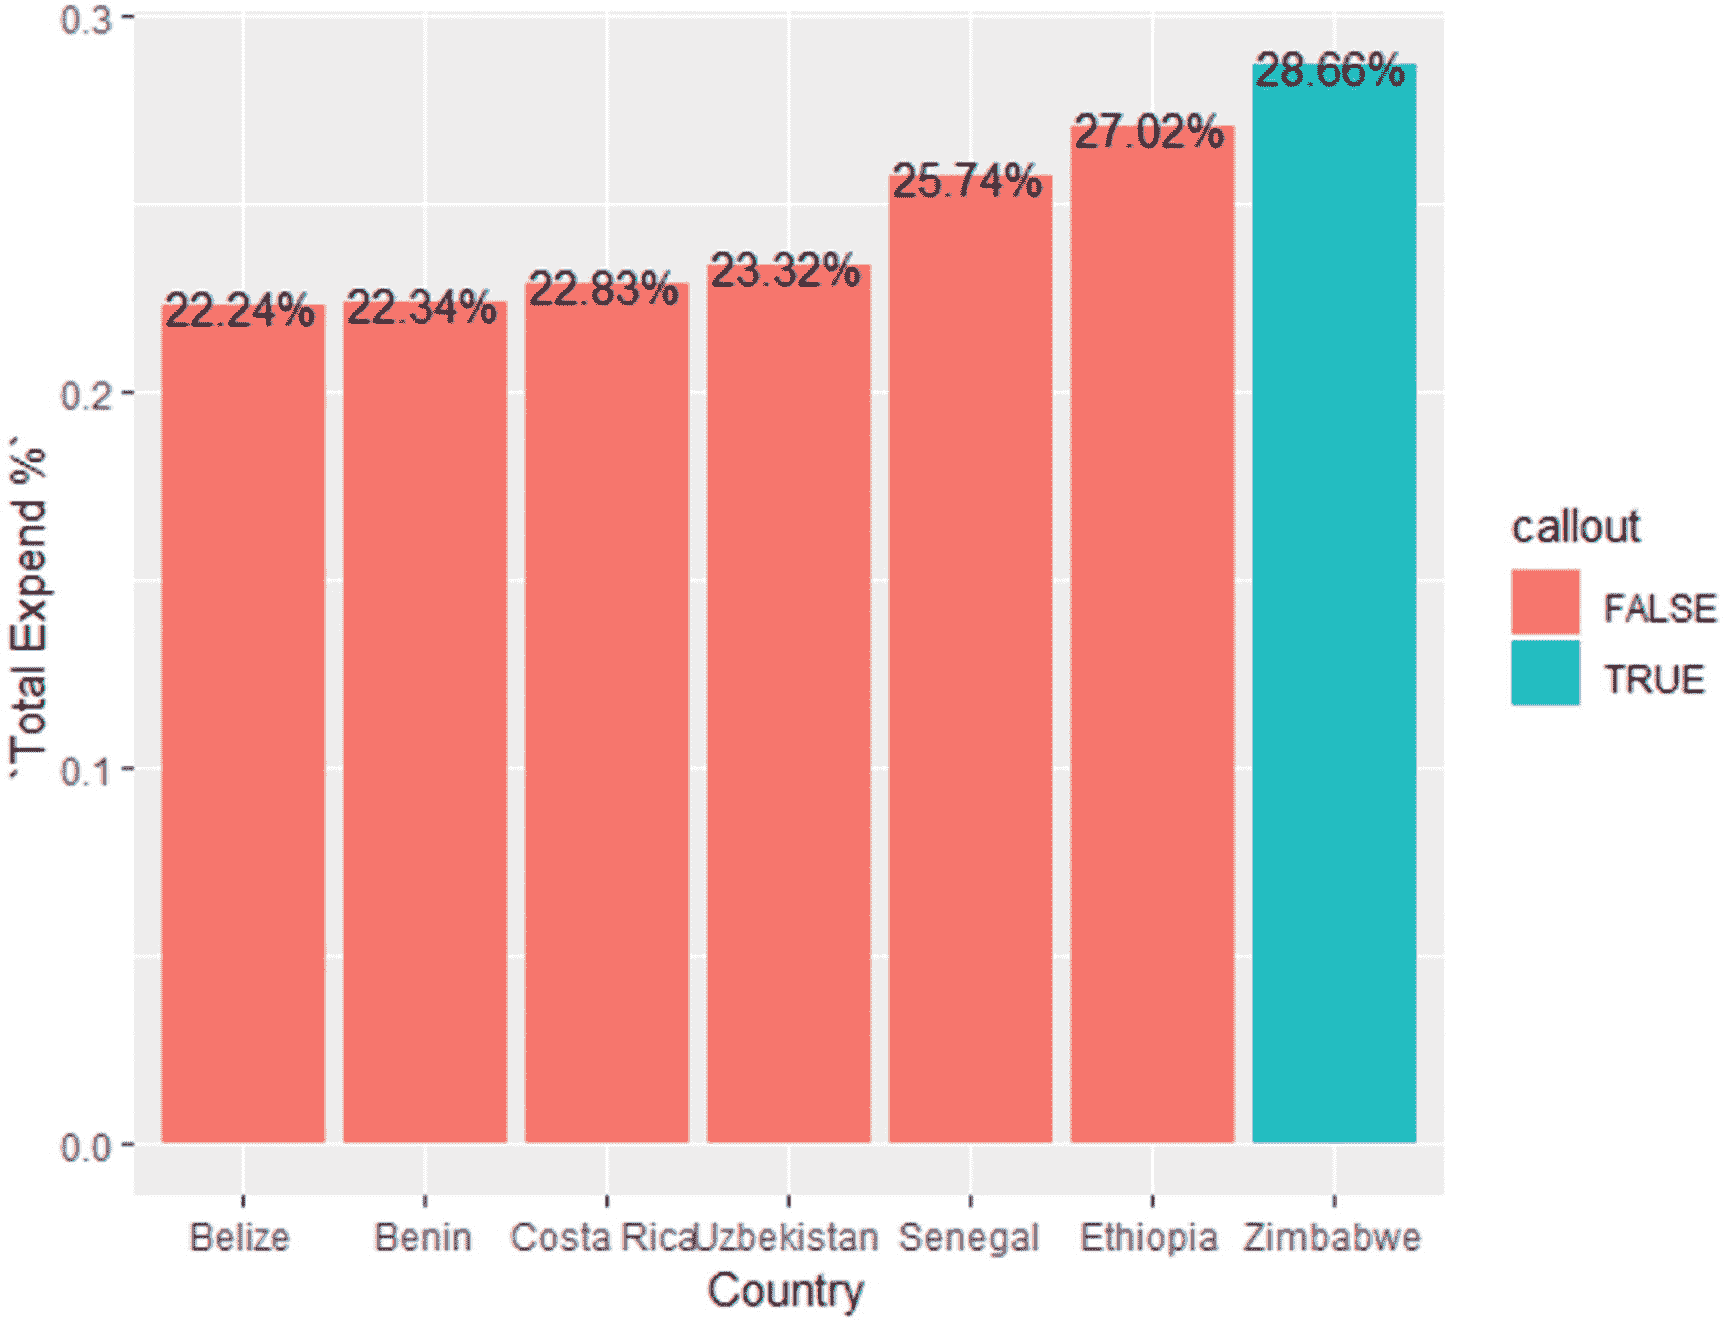 0.3
0.2
0.1
0.0
`Total Expend %`
22.24%
22.34%
22.83%
23.32%
25.74%
27.02%
28.66%
Belize
Benin
Costa Rica
Uzbekistan
Senegal
Ethiopia
Zimbabwe
Country
callout
FALSE
TRUE